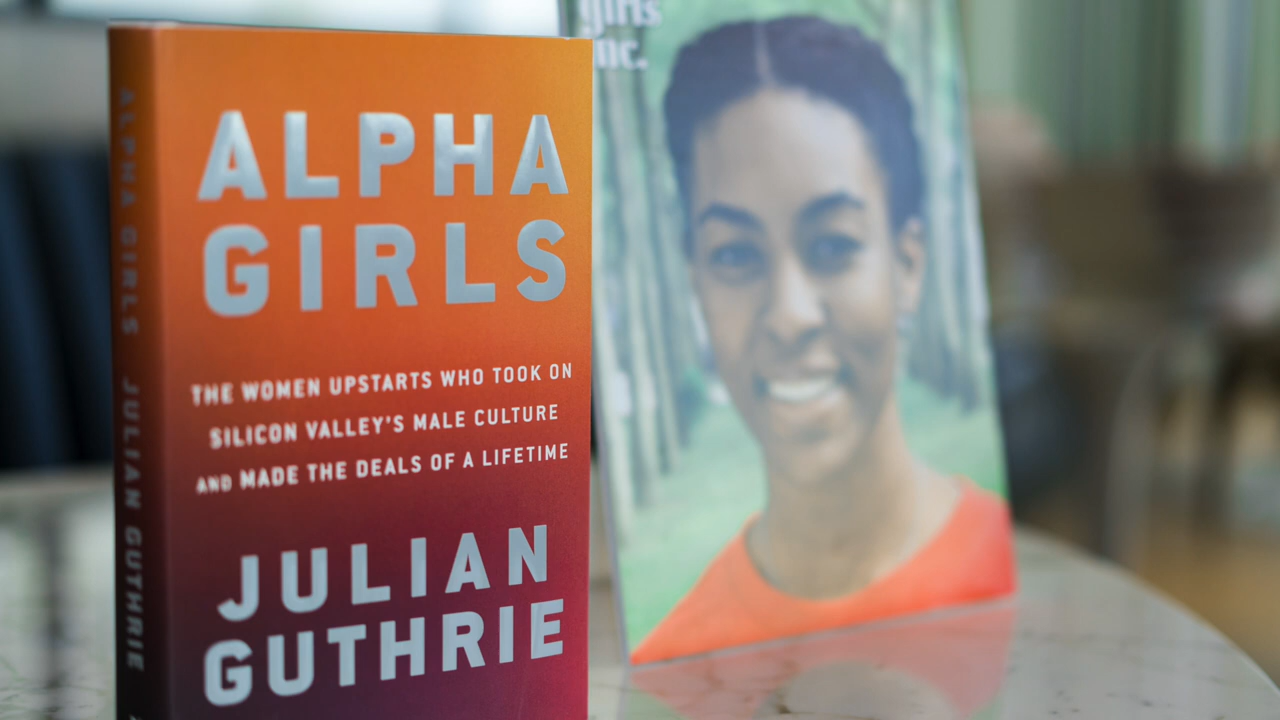 ALPHA
GIRLS
THE WOMEN UPSTARTS WHO TOOK ON
SILICON VALLEY'S MALE CULTURE
AND MADE THE DEALS OF A LIFETIME
JULIAN
GUTHRIE
ALPHA GIRLS JULIAN GUTHRIE
girls
inc.